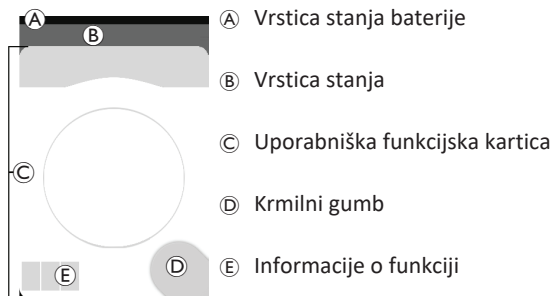 Ⓐ Ⓐ Vrstica stanja baterije
Ⓑ
Ⓑ Vrstica stanja
Ⓒ Uporabniška funkcijska kartica
Ⓒ
Ⓓ Krmilni gumb
Ⓔ Ⓓ Ⓔ Informacije o funkciji